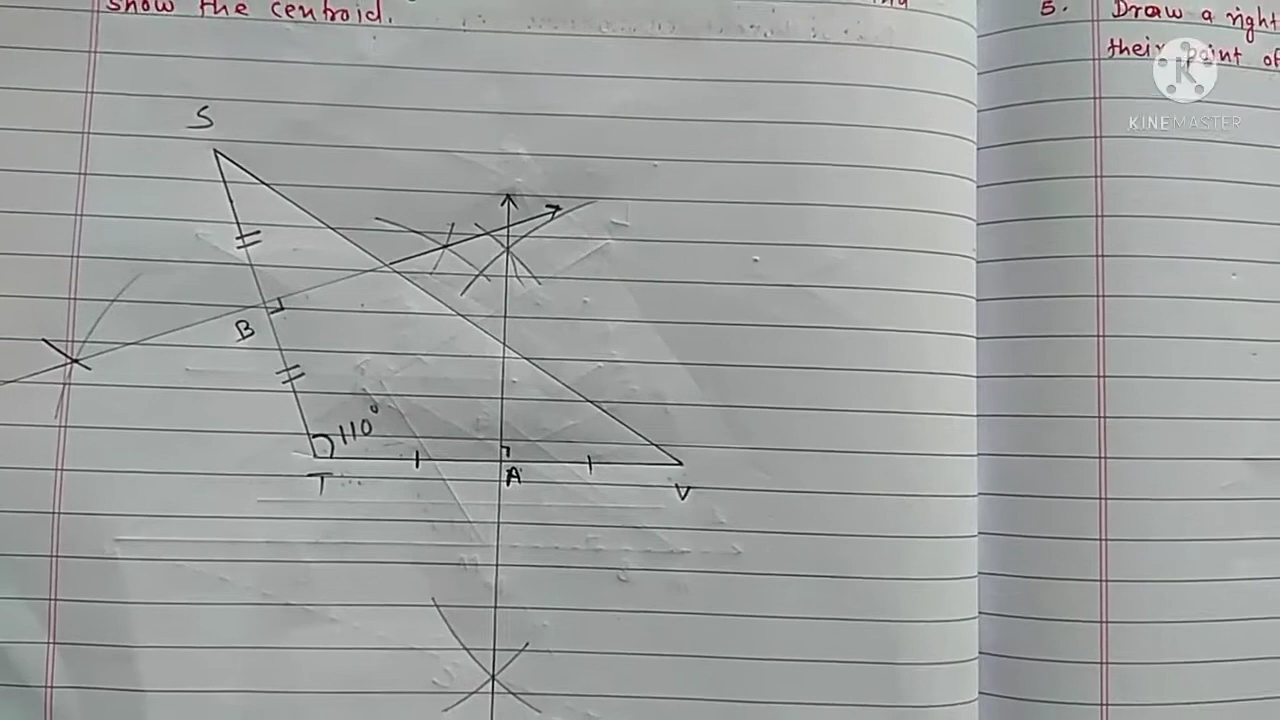 show the centroid.
S
B
110°
T
A
V
5. Draw a right
their point of
K
KINEMASTER